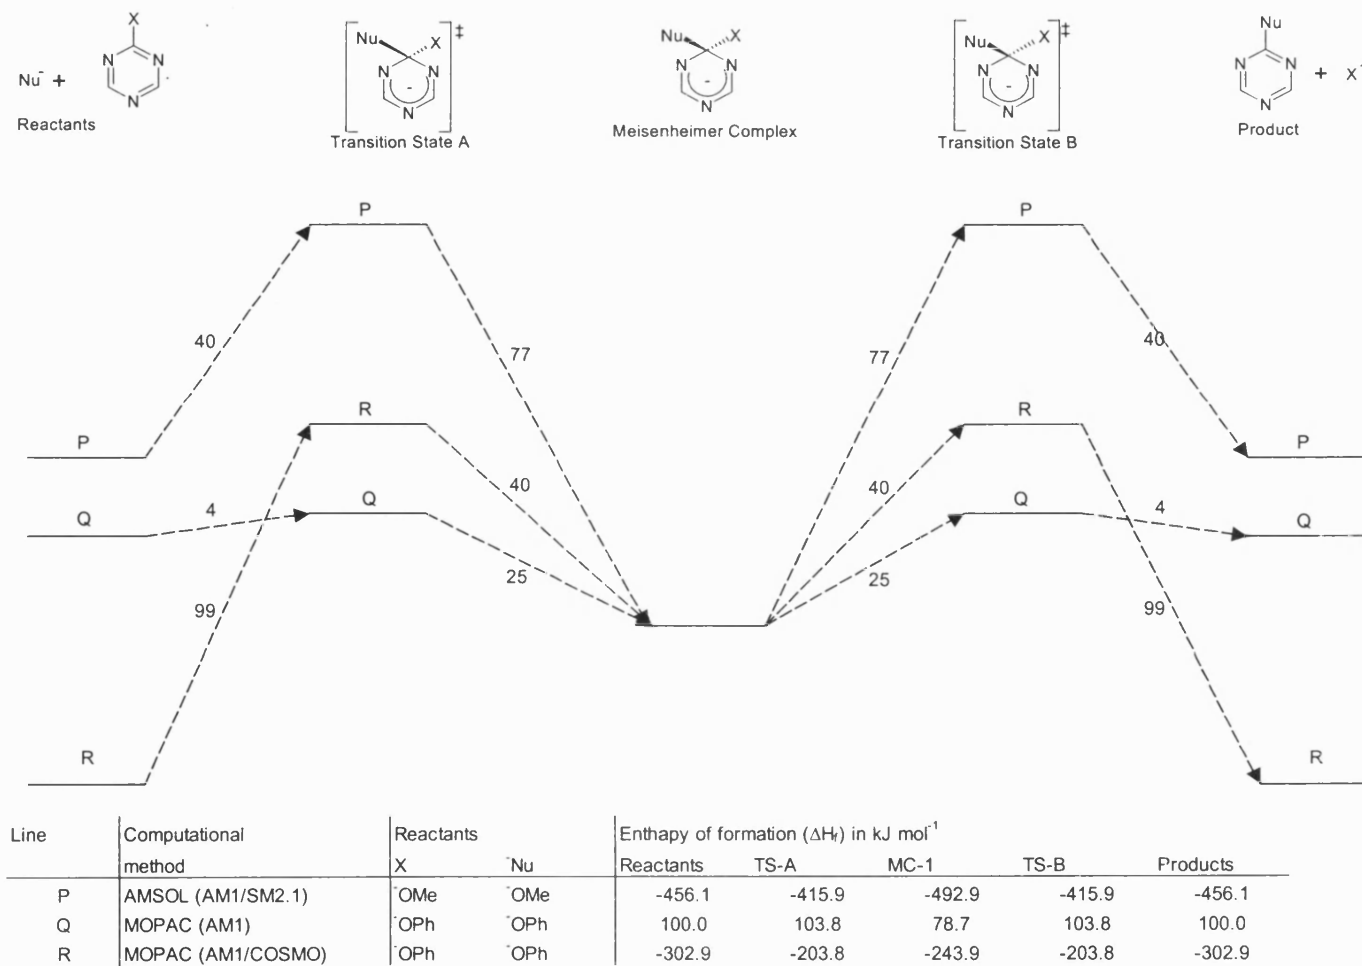 X
N N
N
Nu⁻ +
Reactants
Nu X ‡
N N
-
N
Transition State A
Nu X
N N
-
N
Meisenheimer Complex
Nu X ‡
N N
-
N
Transition State B
Nu
N N
N
+ X⁻
Product
P P
40 77 77 40
R R
P P
40 40
Q Q
Q 4 4 Q
25 25
99 99
R R
Line Computational Reactants Enthapy of formation (ΔHf) in kJ mol⁻¹
method X ⁻Nu Reactants TS-A MC-1 TS-B Products
P AMSOL (AM1/SM2.1) ⁻OMe ⁻OMe -456.1 -415.9 -492.9 -415.9 -456.1
Q MOPAC (AM1) ⁻OPh ⁻OPh 100.0 103.8 78.7 103.8 100.0
R MOPAC (AM1/COSMO) ⁻OPh ⁻OPh -302.9 -203.8 -243.9 -203.8 -302.9